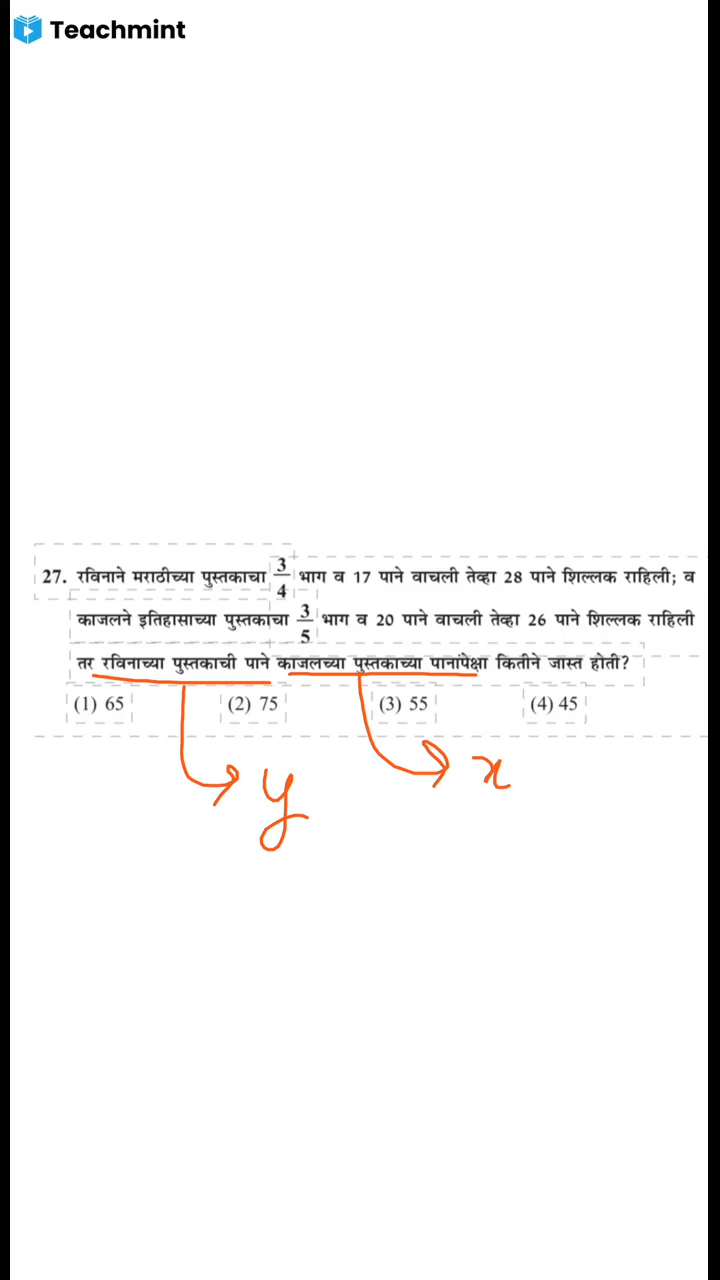 Teachmint
27. रविनाने मराठीच्या पुस्तकाचा 3/4 भाग व 17 पाने वाचली तेव्हा 28 पाने शिल्लक राहिली; व
काजलने इतिहासाच्या पुस्तकाचा 3/5 भाग व 20 पाने वाचली तेव्हा 26 पाने शिल्लक राहिली
तर रविनाच्या पुस्तकाची पाने काजलच्या पुस्तकाच्या पानांपेक्षा कितीने जास्त होती?
(1) 65 (2) 75 (3) 55 (4) 45
y x